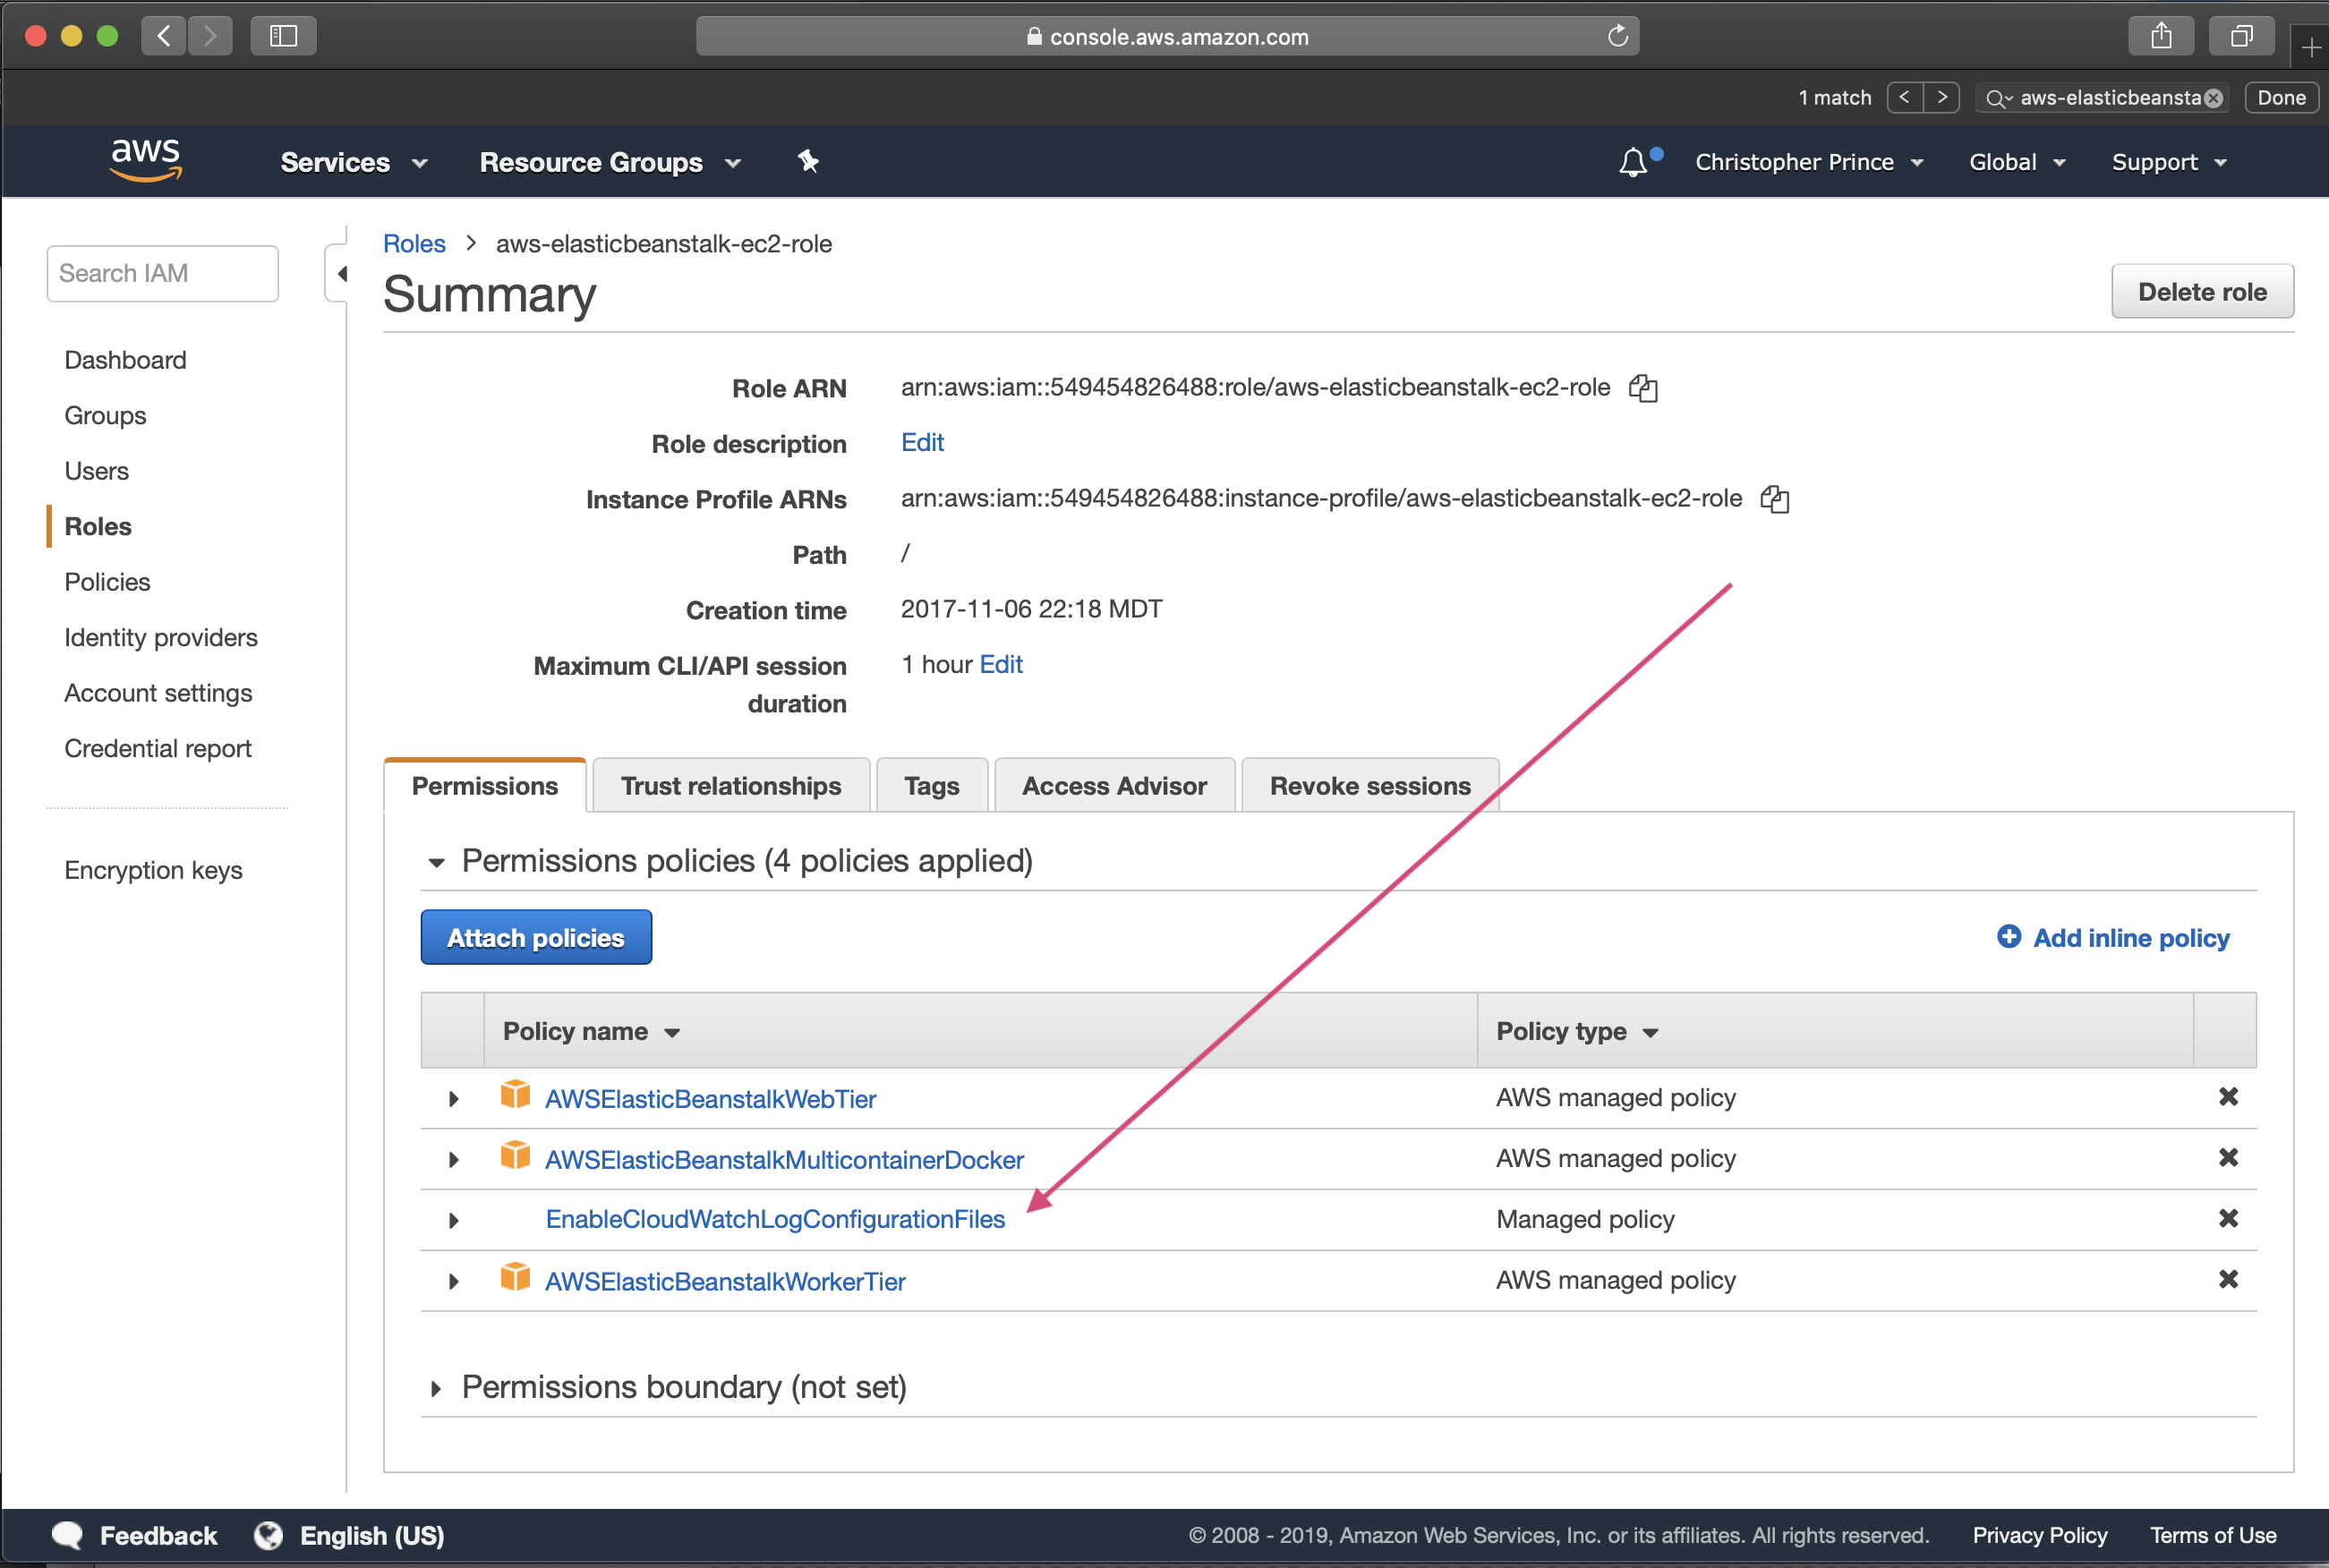 console.aws.amazon.com
1 match
aws-elasticbeansta
Done
aws
Services
Resource Groups
Christopher Prince
Global
Support
Search IAM
Dashboard
Groups
Users
Roles
Policies
Identity providers
Account settings
Credential report
Encryption keys
Roles > aws-elasticbeanstalk-ec2-role
Summary
Delete role
Role ARN arn:aws:iam::549454826488:role/aws-elasticbeanstalk-ec2-role
Role description Edit
Instance Profile ARNs arn:aws:iam::549454826488:instance-profile/aws-elasticbeanstalk-ec2-role
Path /
Creation time 2017-11-06 22:18 MDT
Maximum CLI/API session 1 hour Edit
duration
Permissions
Trust relationships
Tags
Access Advisor
Revoke sessions
Permissions policies (4 policies applied)
Attach policies
Add inline policy
Policy name
Policy type
AWSElasticBeanstalkWebTier AWS managed policy
AWSElasticBeanstalkMulticontainerDocker AWS managed policy
EnableCloudWatchLogConfigurationFiles Managed policy
AWSElasticBeanstalkWorkerTier AWS managed policy
Permissions boundary (not set)
Feedback
English (US)
© 2008 - 2019, Amazon Web Services, Inc. or its affiliates. All rights reserved.
Privacy Policy
Terms of Use